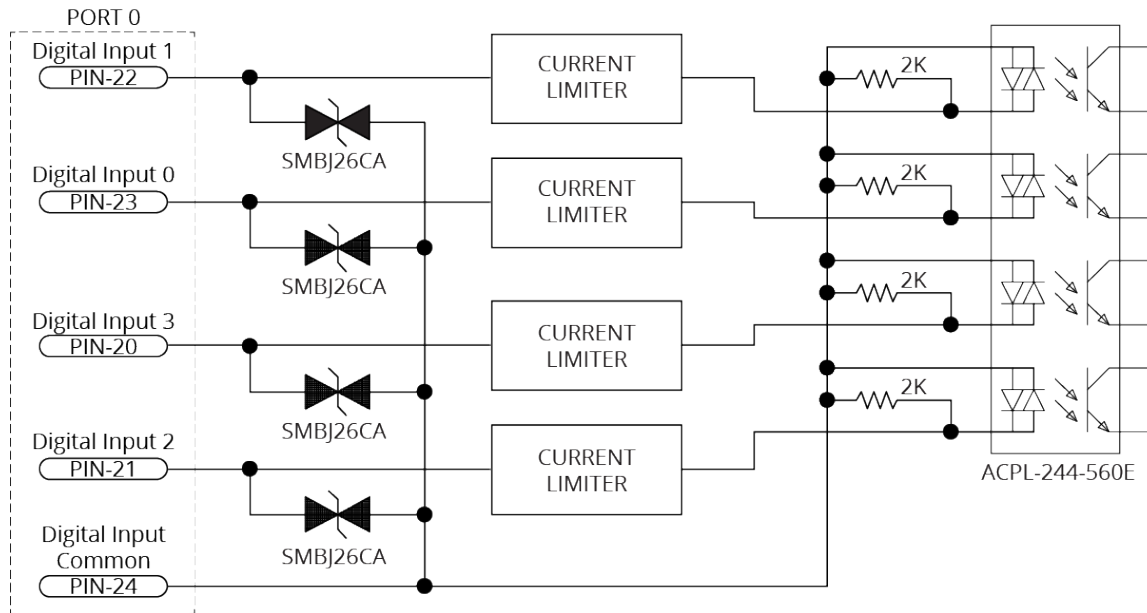 PORT 0
Digital Input 1
PIN-22
SMBJ26CA
CURRENT
LIMITER
2K
Digital Input 0
PIN-23
SMBJ26CA
CURRENT
LIMITER
2K
Digital Input 3
PIN-20
SMBJ26CA
CURRENT
LIMITER
2K
Digital Input 2
PIN-21
SMBJ26CA
CURRENT
LIMITER
2K
ACPL-244-560E
Digital Input
Common
PIN-24